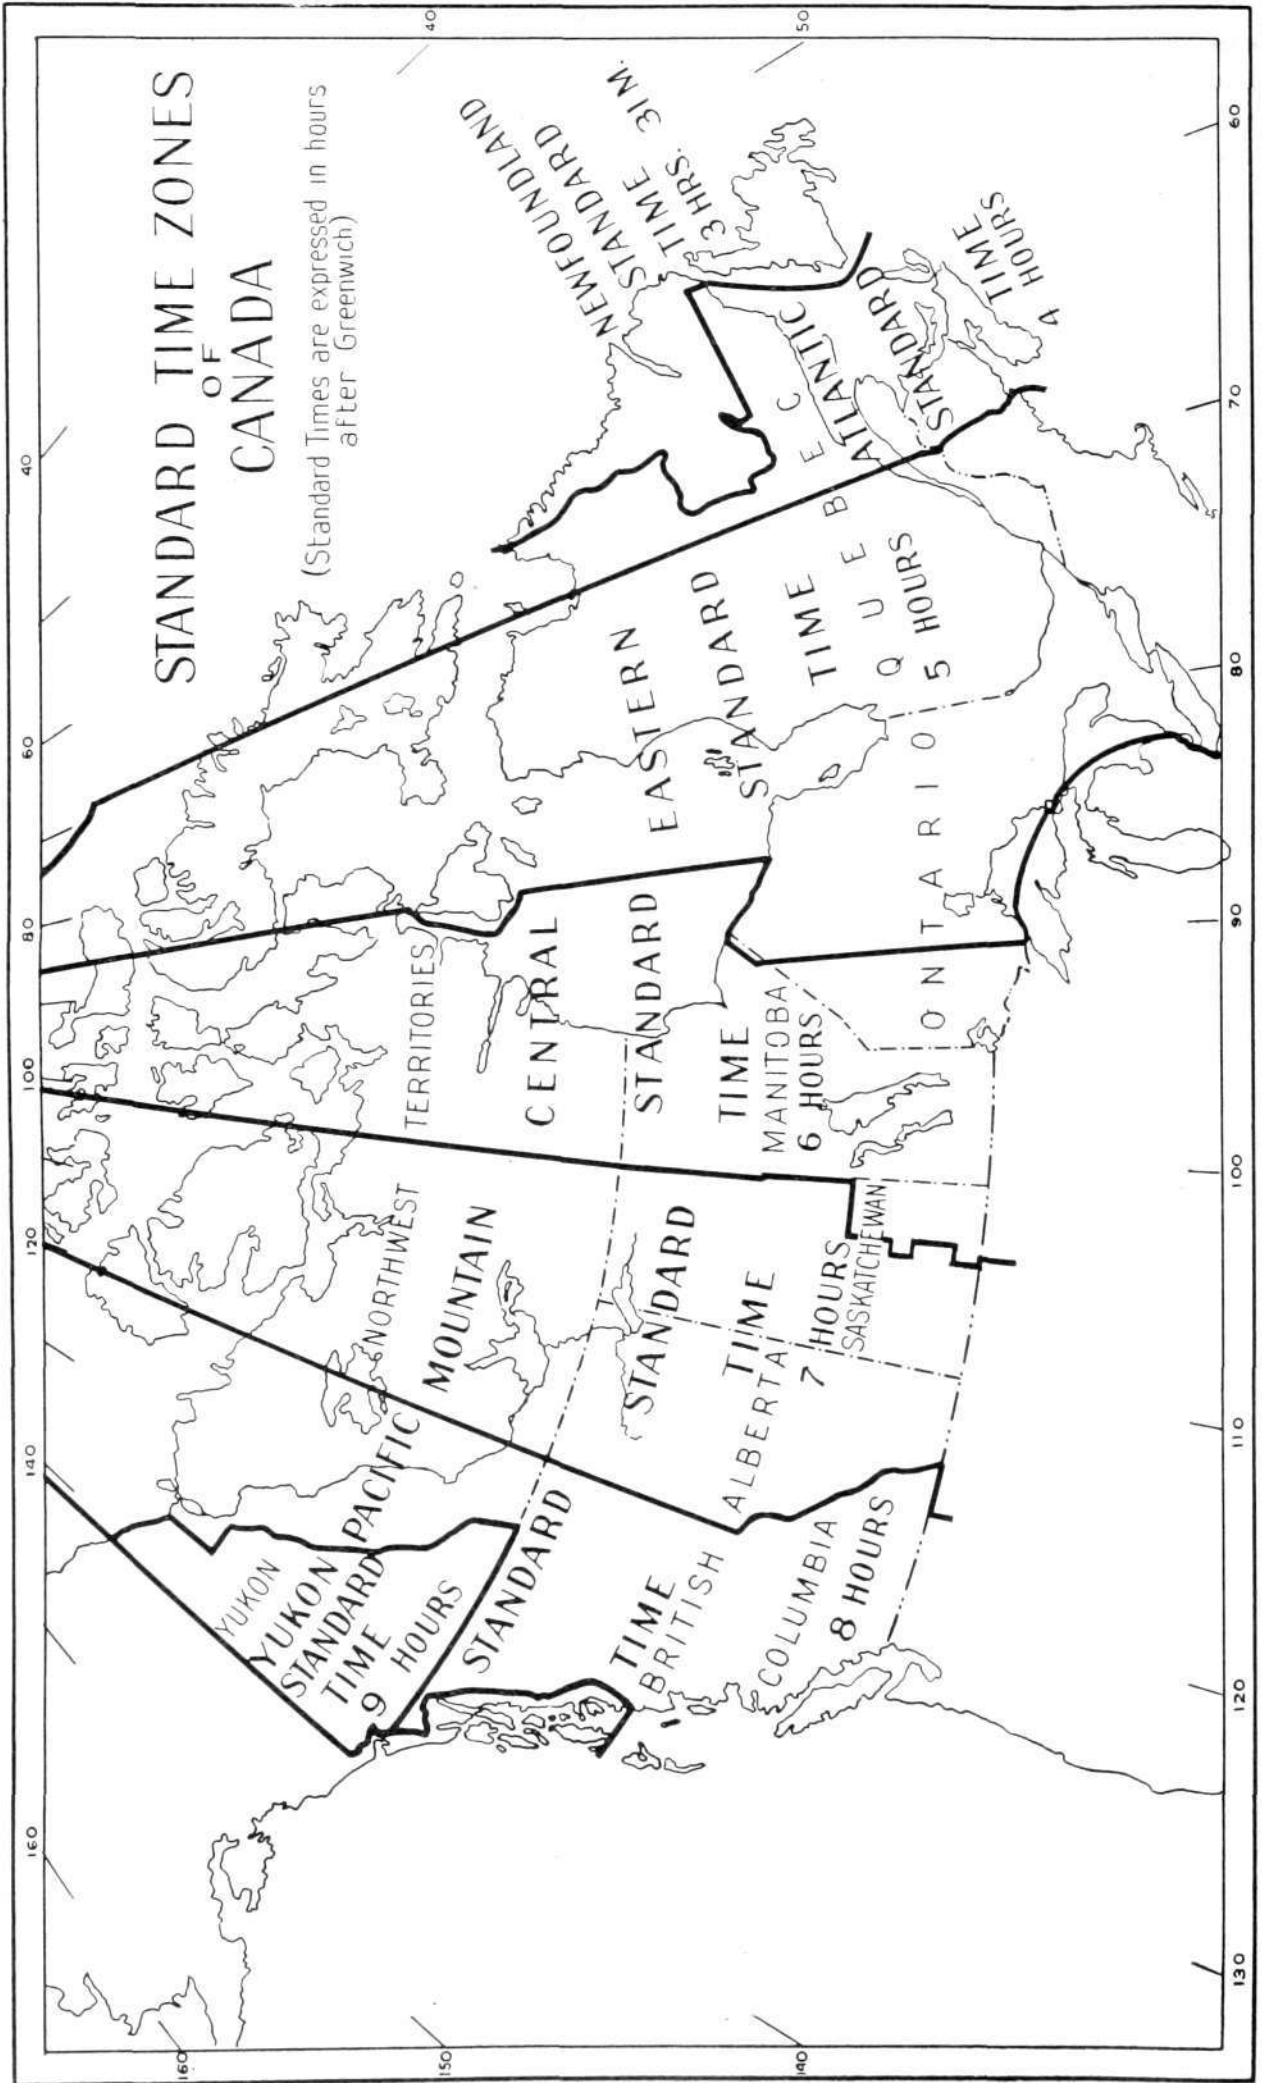 STANDARD TIME ZONES
OF
CANADA
(Standard Times are expressed in hours
after Greenwich)
40
60
80
100
120
140
160
40
50
60
70
80
90
100
110
120
130
140
150
160
NEWFOUNDLAND
STANDARD
TIME
3 HRS. 31M.
ATLANTIC
STANDARD
TIME
4
HOURS
EASTERN
STANDARD
TIME
QUEBEC
5 HOURS
ONTARIO
TERRITORIES
CENTRAL
STANDARD
TIME
MANITOBA
6 HOURS
NORTHWEST
MOUNTAIN
STANDARD
TIME
ALBERTA
7 HOURS
SASKATCHEWAN
PACIFIC
STANDARD
TIME
BRITISH
COLUMBIA
8 HOURS
YUKON
YUKON
STANDARD
TIME
9 HOURS